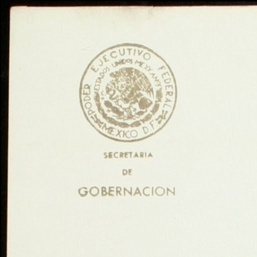 PODER EJECUTIVO FEDERAL
ESTADOS UNIDOS MEXICANOS
MEXICO D.F.
SECRETARIA
DE
GOBERNACION